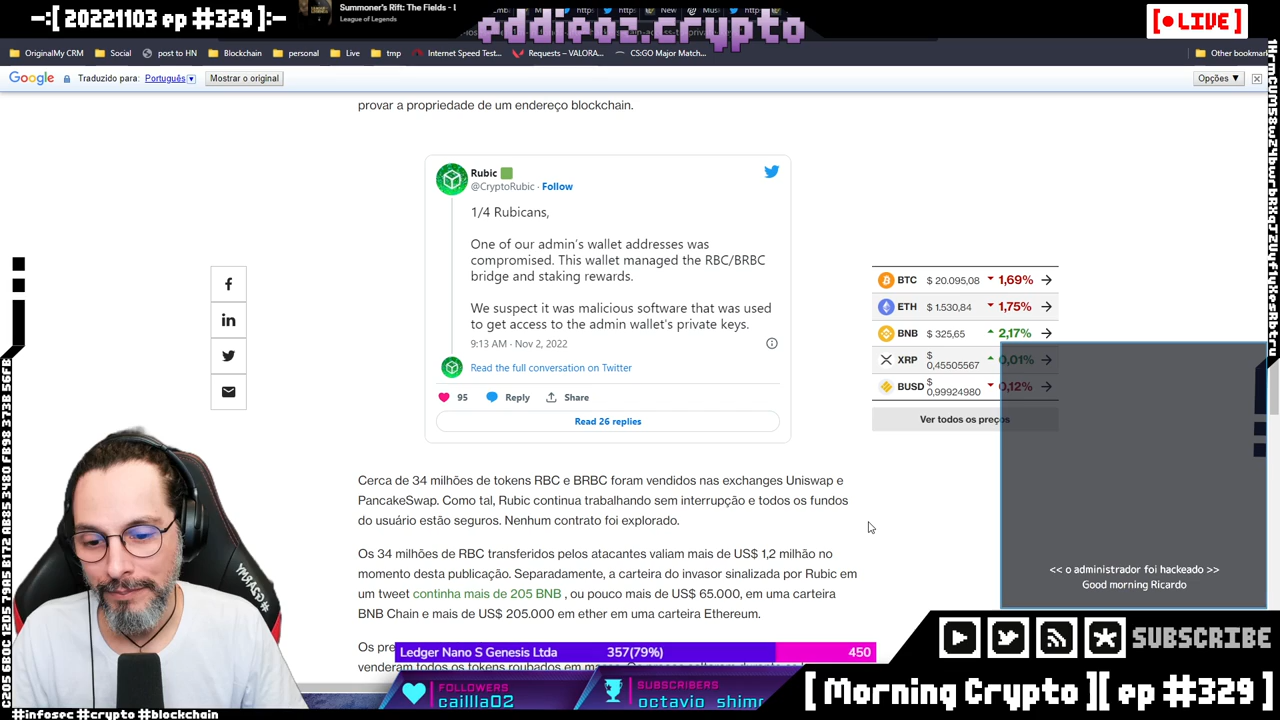 –:[ 20221103 ep #329 ]:–
Summoner's Rift: The Fields - l
League of Legends
eddieoz.crypto
[ LIVE ]
OriginalMy CRM
Social
post to HN
Blockchain
personal
Live
tmp
Internet Speed Test...
Requests – VALORA...
CS:GO Major Match...
Other bookmar
Google
Traduzido para:
Português
Mostrar o original
Opções ▼
provar a propriedade de um endereço blockchain.
Rubic
@CryptoRubic · Follow
1/4 Rubicans,
One of our admin's wallet addresses was
compromised. This wallet managed the RBC/BRBC
bridge and staking rewards.
We suspect it was malicious software that was used
to get access to the admin wallet's private keys.
9:13 AM · Nov 2, 2022
Read the full conversation on Twitter
95
Reply
Share
Read 26 replies
BTC $ 20.095,08 1,69%
ETH $ 1.530,84 1,75%
BNB $ 325,65 2,17%
XRP $ 0,45505567 0,01%
BUSD $ 0,99924980 0,12%
Ver todos os preços
Cerca de 34 milhões de tokens RBC e BRBC foram vendidos nas exchanges Uniswap e
PancakeSwap. Como tal, Rubic continua trabalhando sem interrupção e todos os fundos
do usuário estão seguros. Nenhum contrato foi explorado.
Os 34 milhões de RBC transferidos pelos atacantes valiam mais de US$ 1,2 milhão no
momento desta publicação. Separadamente, a carteira do invasor sinalizada por Rubic em
um tweet continha mais de 205 BNB , ou pouco mais de US$ 65.000, em uma carteira
BNB Chain e mais de US$ 205.000 em ether em uma carteira Ethereum.
Os pre
venderam todos os tokens roubados em
<< o administrador foi hackeado >>
Good morning Ricardo
Ledger Nano S Genesis Ldta 357(79%) 450
FOLLOWERS
caillla02
SUBSCRIBERS
octavio_shim
SUBSCRIBE
[ Morning Crypto ][ ep #329 ]
#infosec #crypto #blockchain